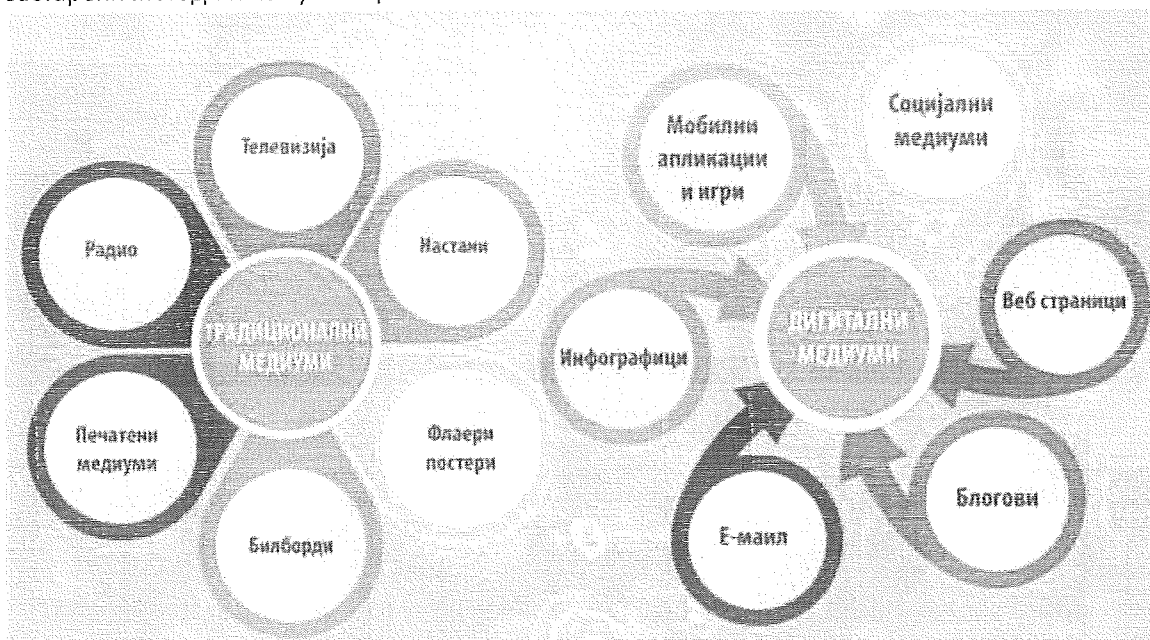 Телевизија
Радио
Настани
ТРАДИЦИОНАЛНИ
МЕДИУМИ
Печатени
медиуми
Флаери
постери
Билборди
Мобилни
апликации
и игри
Социјални
медиуми
Веб страници
ДИГИТАЛНИ
МЕДИУМИ
Инфографици
Е-маил
Блогови